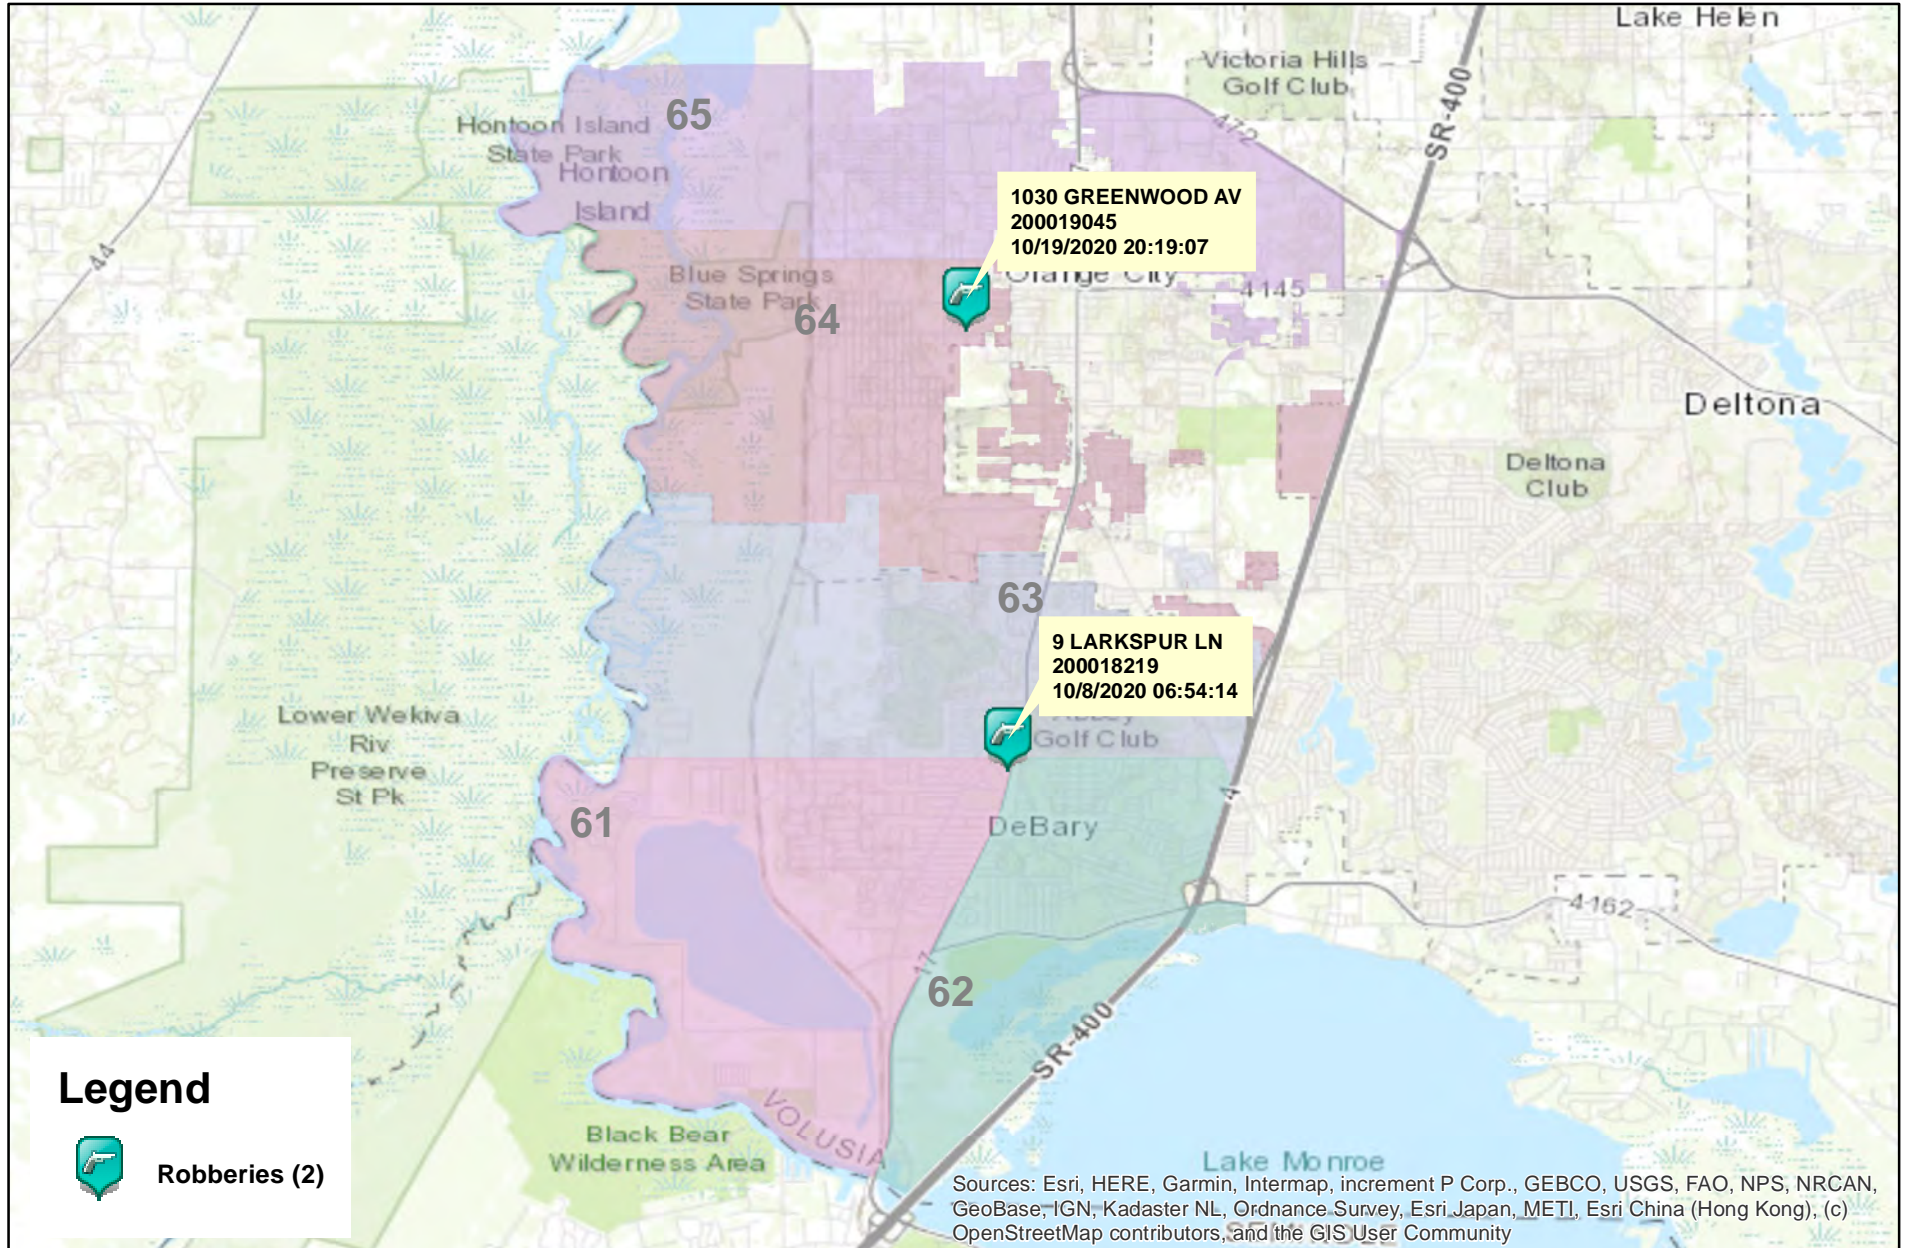 Lake Helen
Victoria Hills
Golf Club
SR-400
472
65
Hontoon Island
State Park
Hontoon
Island
44
1030 GREENWOOD AV
200019045
10/19/2020 20:19:07
Orange City
4145
Blue Springs
State Park
64
Deltona
Deltona
Club
63
9 LARKSPUR LN
200018219
10/8/2020 06:54:14
Golf Club
Lower Wekiva
Riv
Preserve
St Pk
61
4
DeBary
4162
17
62
SR-400
VOLUSIA
Black Bear
Wilderness Area
Lake Monroe
Legend
Robberies (2)
Sources: Esri, HERE, Garmin, Intermap, increment P Corp., GEBCO, USGS, FAO, NPS, NRCAN,
GeoBase, IGN, Kadaster NL, Ordnance Survey, Esri Japan, METI, Esri China (Hong Kong), (c)
OpenStreetMap contributors, and the GIS User Community